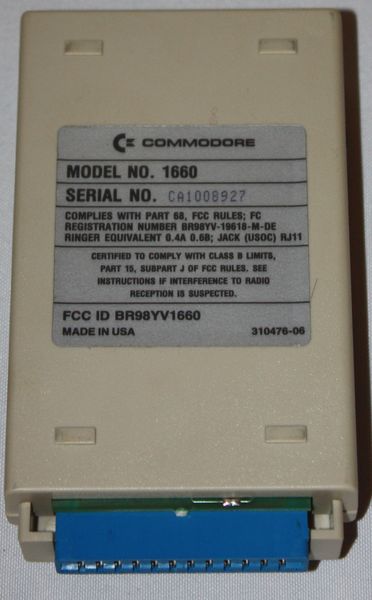 COMMODORE
MODEL NO. 1660
SERIAL NO. CA1008927
COMPLIES WITH PART 68, FCC RULES; FC
REGISTRATION NUMBER BR98YV-19618-M-DE
RINGER EQUIVALENT 0.4A 0.6B; JACK (USOC) RJ11
CERTIFIED TO COMPLY WITH CLASS B LIMITS,
PART 15, SUBPART J OF FCC RULES. SEE
INSTRUCTIONS IF INTERFERENCE TO RADIO
RECEPTION IS SUSPECTED.
FCC ID BR98YV1660
MADE IN USA 310476-06